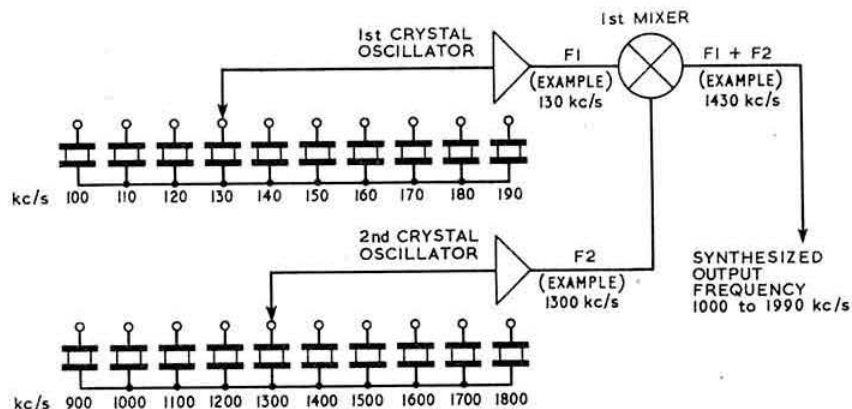 1st MIXER
1st CRYSTAL
OSCILLATOR
F1
(EXAMPLE)
130 kc/s
F1 + F2
(EXAMPLE)
1430 kc/s
kc/s 100 110 120 130 140 150 160 170 180 190
2nd CRYSTAL
OSCILLATOR
F2
(EXAMPLE)
1300 kc/s
SYNTHESIZED
OUTPUT
FREQUENCY
1000 to 1990 kc/s
kc/s 900 1000 1100 1200 1300 1400 1500 1600 1700 1800